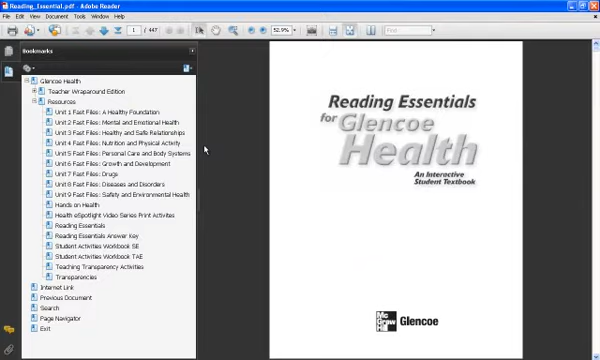 Reading_Essential.pdf - Adobe Reader
File Edit View Document Tools Window Help
1 / 447 52.9% Find
Bookmarks
Glencoe Health
Teacher Wraparound Edition
Resources
Unit 1 Fast Files: A Healthy Foundation
Unit 2 Fast Files: Mental and Emotional Health
Unit 3 Fast Files: Healthy and Safe Relationships
Unit 4 Fast Files: Nutrition and Physical Activity
Unit 5 Fast Files: Personal Care and Body Systems
Unit 6 Fast Files: Growth and Development
Unit 7 Fast Files: Drugs
Unit 8 Fast Files: Diseases and Disorders
Unit 9 Fast Files: Safety and Environmental Health
Hands on Health
Health eSpotlight Video Series Print Activites
Reading Essentials
Reading Essentials Answer Key
Student Activities Workbook SE
Student Activities Workbook TAE
Teaching Transparency Activities
Transparencies
Internet Link
Previous Document
Search
Page Navigator
Exit
Reading Essentials
for Glencoe
Health
An Interactive
Student Textbook
Mc
Graw
Hill
Glencoe